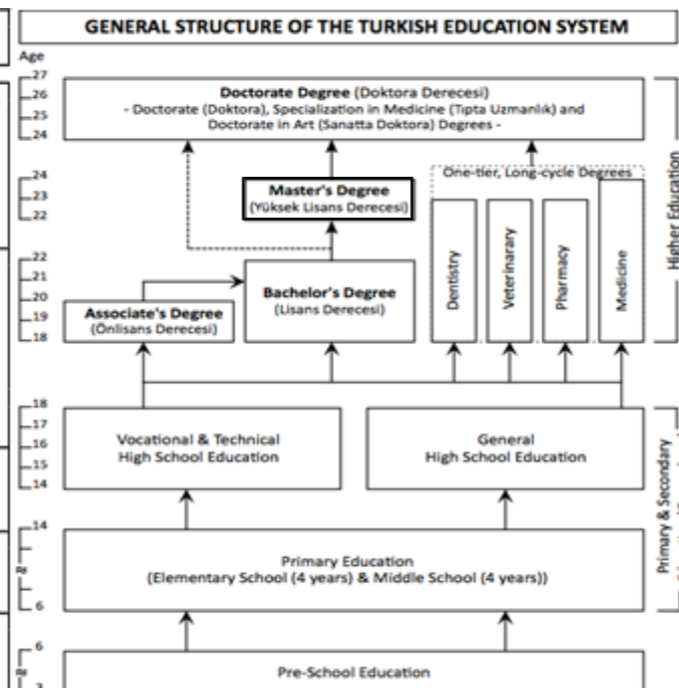 GENERAL STRUCTURE OF THE TURKISH EDUCATION SYSTEM
Age
27
26
25
24
Doctorate Degree (Doktora Derecesi)
- Doctorate (Doktora), Specialization in Medicine (Tıpta Uzmanlık) and
Doctorate in Art (Sanatta Doktora) Degrees -
24
23
22
Master's Degree
(Yüksek Lisans Derecesi)
One-tier, Long-cycle Degrees
Higher Education
22
21
20
19
18
Associate's Degree
(Önlisans Derecesi)
Bachelor's Degree
(Lisans Derecesi)
Dentistry
Veterinarary
Pharmacy
Medicine
18
17
16
15
14
Vocational & Technical
High School Education
General
High School Education
Primary & Secondary
14
≈
6
Primary Education
(Elementary School (4 years) & Middle School (4 years))
6
≈
3
Pre-School Education